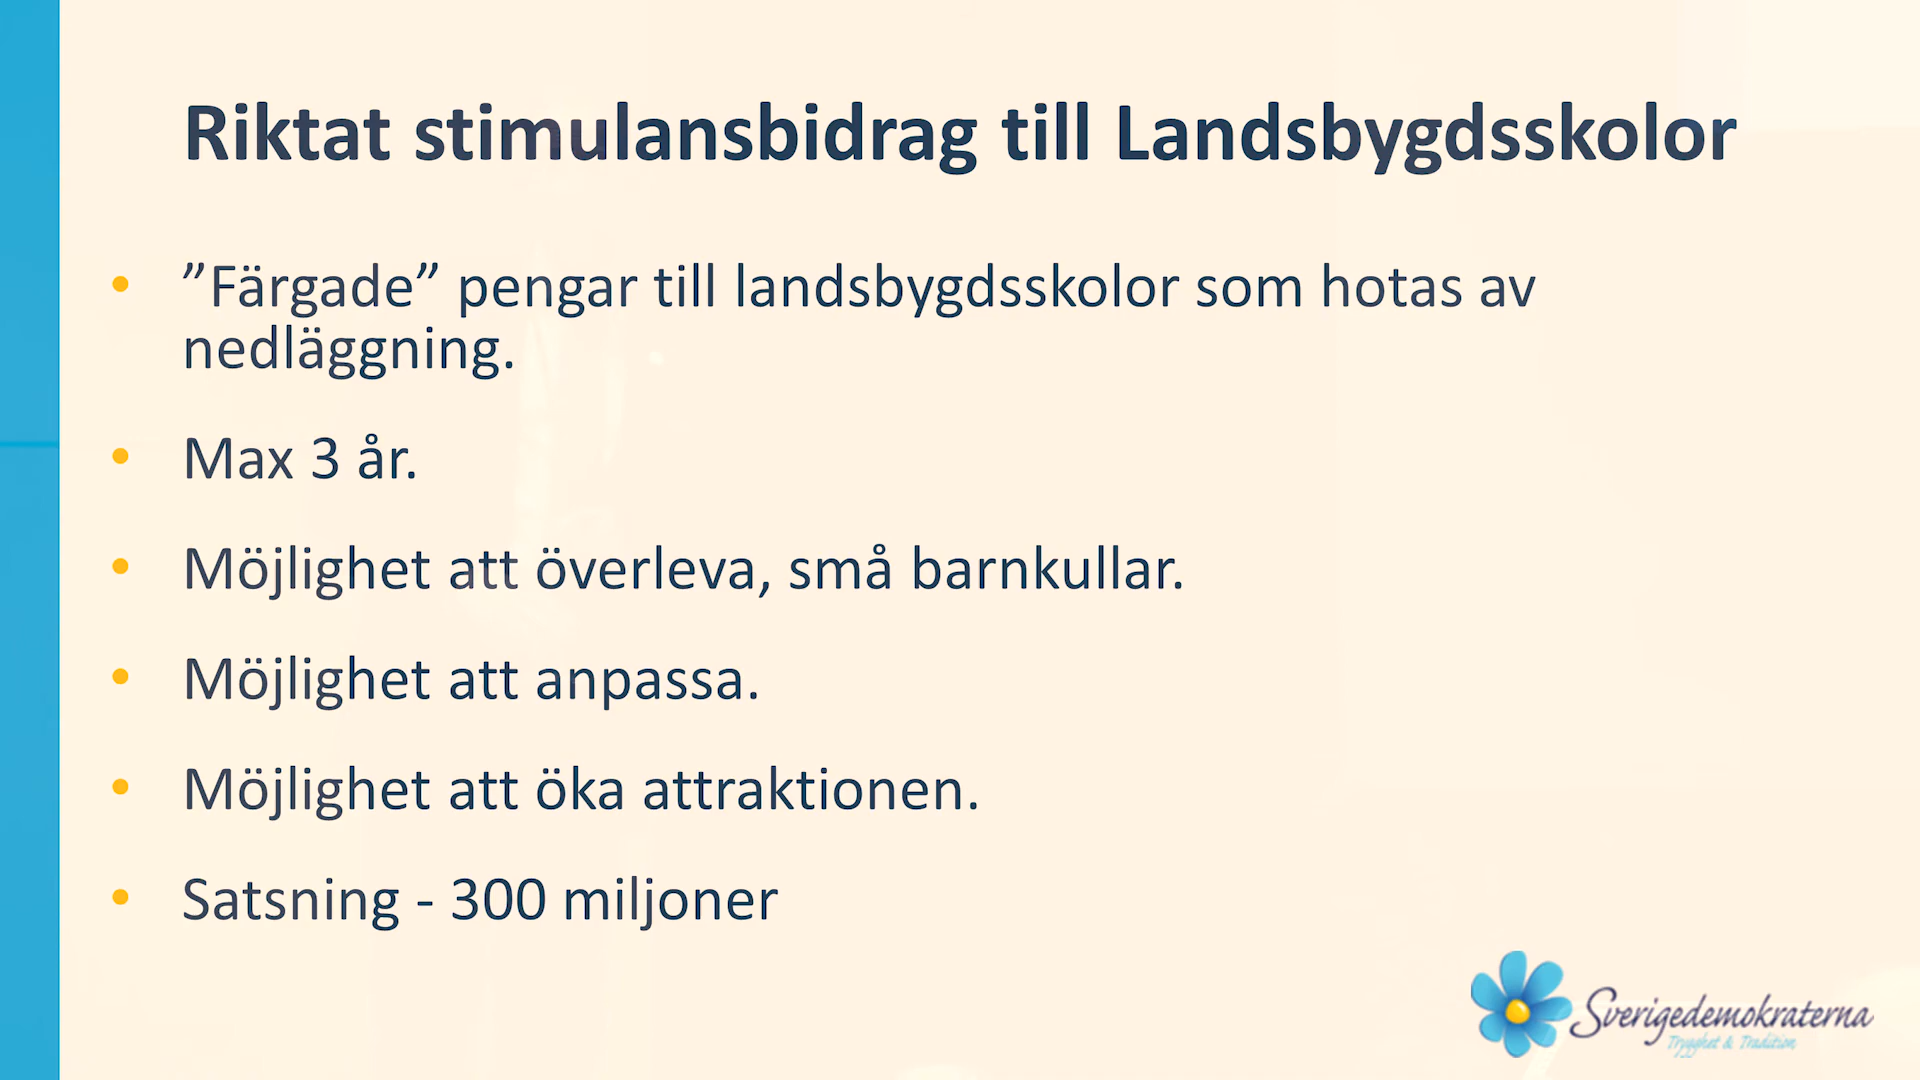 Riktat stimulansbidrag till Landsbygdsskolor
• ”Färgade” pengar till landsbygdsskolor som hotas av
nedläggning.
• Max 3 år.
• Möjlighet att överleva, små barnkullar.
• Möjlighet att anpassa.
• Möjlighet att öka attraktionen.
• Satsning - 300 miljoner
Sverigedemokraterna
Trygghet & Tradition